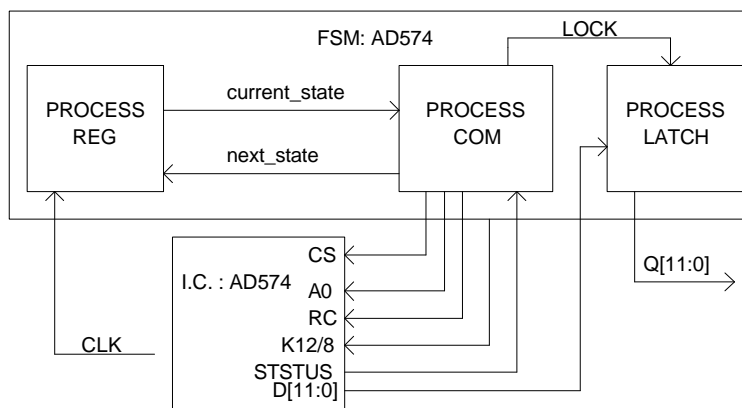 FSM: AD574
LOCK
PROCESS
REG
current_state
next_state
PROCESS
COM
PROCESS
LATCH
CS
I.C. : AD574
A0
RC
K12/8
STSTUS
D[11:0]
CLK
Q[11:0]